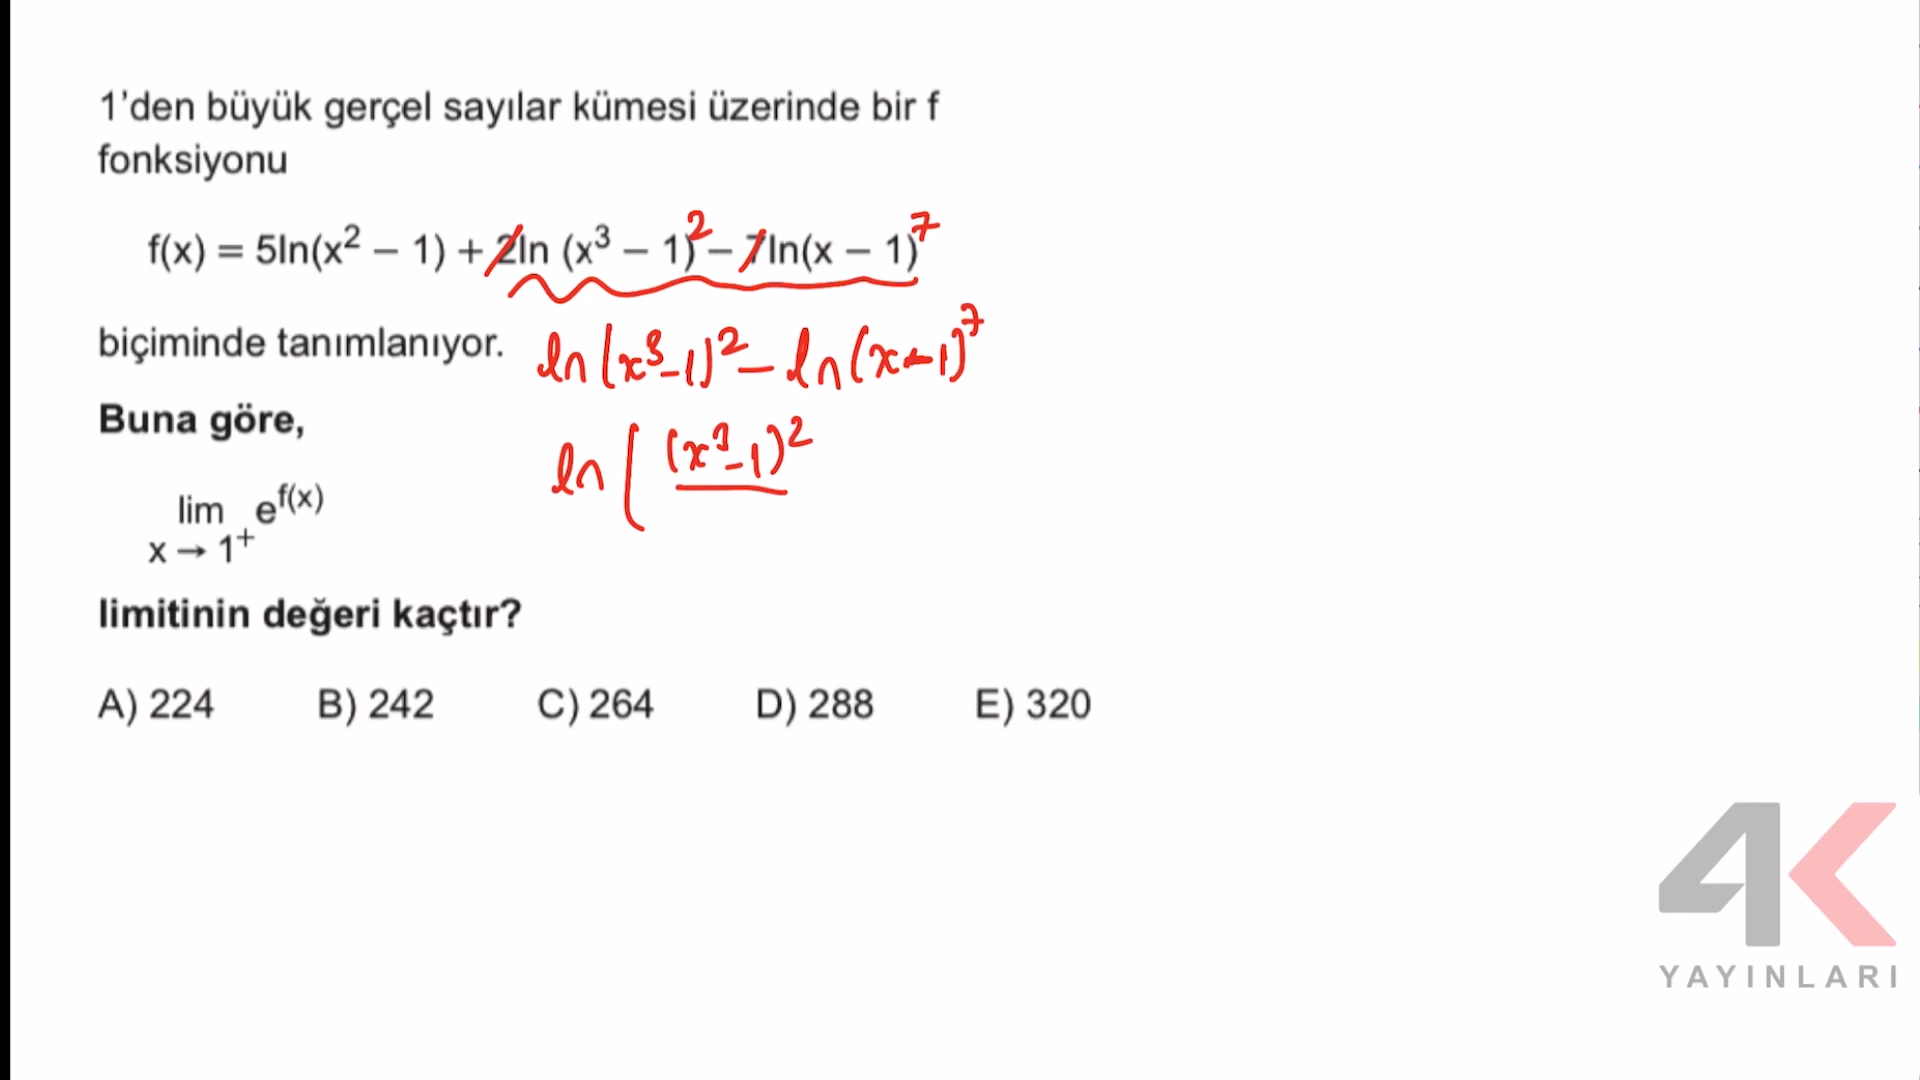 1'den büyük gerçel sayılar kümesi üzerinde bir f
fonksiyonu
f(x) = 5ln(x² – 1) + 2ln (x³ – 1)² – 7ln(x – 1)⁷
biçiminde tanımlanıyor.
ln(x³-1)² - ln(x-1)⁷
Buna göre,
ln( (x³-1)²
lim e^f(x)
x → 1⁺
limitinin değeri kaçtır?
A) 224 B) 242 C) 264 D) 288 E) 320
4K
YAYINLARI